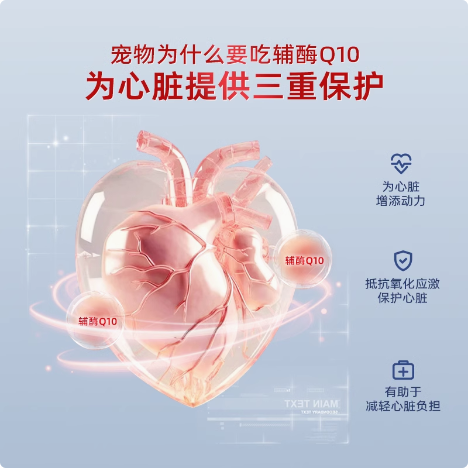 宠物为什么要吃辅酶Q10
为心脏提供三重保护
为心脏
增添动力
辅酶Q10
抵抗氧化应激
保护心脏
辅酶Q10
有助于
减轻心脏负担
MAIN TEXT